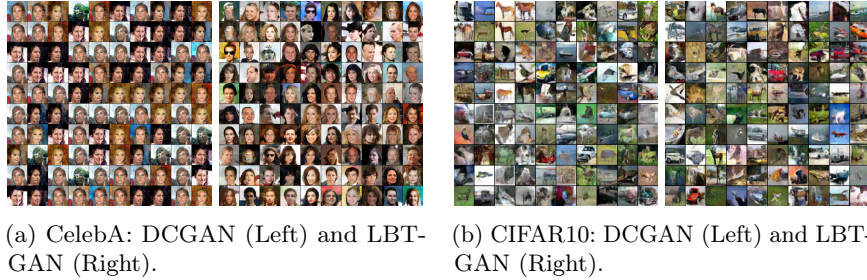 (a) CelebA: DCGAN (Left) and LBT-
GAN (Right).
(b) CIFAR10: DCGAN (Left) and LBT-
GAN (Right).